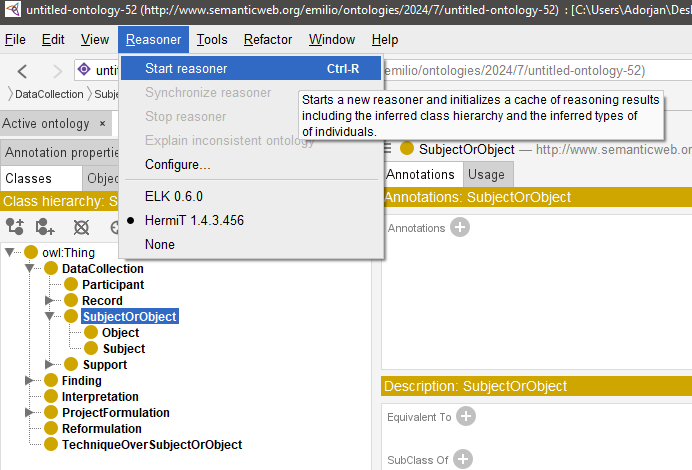 untitled-ontology-52 (http://www.semanticweb.org/emilio/ontologies/2024/7/untitled-ontology-52) : [C:\Users\Adorjan\Des
File Edit View Reasoner Tools Refactor Window Help
unti
emilio/ontologies/2024/7/untitled-ontology-52)
DataCollection Subje
Start reasoner Ctrl-R
Synchronize reasoner
Stop reasoner
Explain inconsistent ontology
Configure...
ELK 0.6.0
HermiT 1.4.3.456
None
Starts a new reasoner and initializes a cache of reasoning results
including the inferred class hierarchy and the inferred types of
of individuals.
Active ontology ×
Annotation propertie
Classes Objec
Class hierarchy: S
owl:Thing
DataCollection
Participant
Record
SubjectOrObject
Object
Subject
Support
Finding
Interpretation
ProjectFormulation
Reformulation
TechniqueOverSubjectOrObject
SubjectOrObject — http://www.semanticweb.or
Annotations Usage
Annotations: SubjectOrObject
Annotations
Description: SubjectOrObject
Equivalent To
SubClass Of